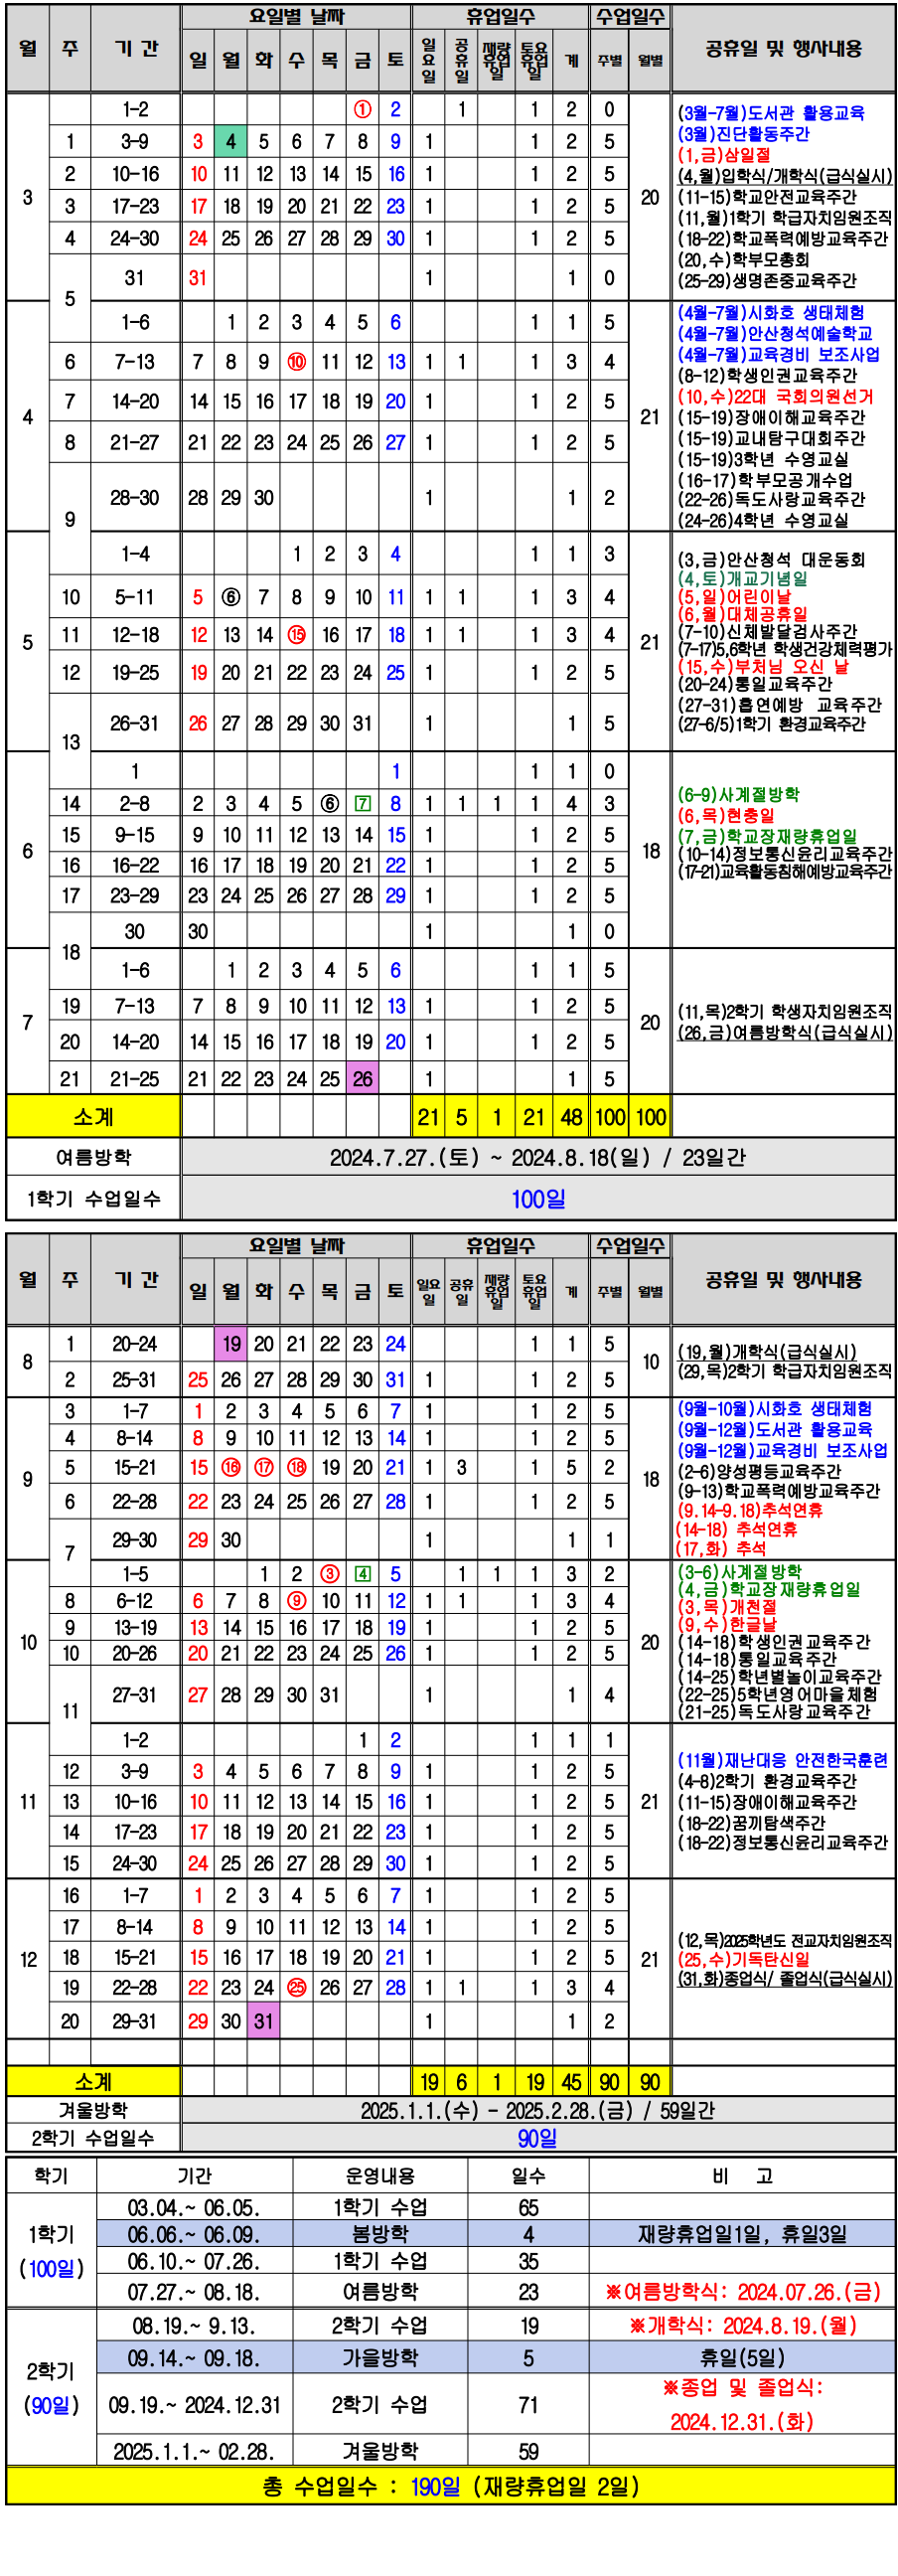 월 주 기 간 요일별 날짜 휴업일수 수업일수 공휴일 및 행사내용
일 월 화 수 목 금 토 일요일 공휴일 재량휴업일 토요휴업일 계 주별 월별
3 1-2 ① 2 1 1 2 0 20
1 3-9 3 4 5 6 7 8 9 1 1 2 5
2 10-16 10 11 12 13 14 15 16 1 1 2 5
3 17-23 17 18 19 20 21 22 23 1 1 2 5
4 24-30 24 25 26 27 28 29 30 1 1 2 5
5 31 31 1 1 0
(3월-7월)도서관 활용교육
(3월)진단활동주간
(1,금)삼일절
(4,월)입학식/개학식(급식실시)
(11-15)학교안전교육주간
(11,월)1학기 학급자치임원조직
(18-22)학교폭력예방교육주간
(20,수)학부모총회
(25-29)생명존중교육주간
4 1-6 1 2 3 4 5 6 1 1 5 21
6 7-13 7 8 9 ⑩ 11 12 13 1 1 1 3 4
7 14-20 14 15 16 17 18 19 20 1 1 2 5
8 21-27 21 22 23 24 25 26 27 1 1 2 5
9 28-30 28 29 30 1 1 2
(4월-7월)시화호 생태체험
(4월-7월)안산청석예술학교
(4월-7월)교육경비 보조사업
(8-12)학생인권교육주간
(10,수)22대 국회의원선거
(15-19)장애이해교육주간
(15-19)교내탐구대회주간
(15-19)3학년 수영교실
(16-17)학부모공개수업
(22-26)독도사랑교육주간
(24-26)4학년 수영교실
5 1-4 1 2 3 4 1 1 3 21
10 5-11 5 ⑥ 7 8 9 10 11 1 1 1 3 4
11 12-18 12 13 14 ⑮ 16 17 18 1 1 1 3 4
12 19-25 19 20 21 22 23 24 25 1 1 2 5
13 26-31 26 27 28 29 30 31 1 1 5
(3,금)안산청석 대운동회
(4,토)개교기념일
(5,일)어린이날
(6,월)대체공휴일
(7-10)신체발달검사주간
(7-17)5,6학년 학생건강체력평가
(15,수)부처님 오신 날
(20-24)통일교육주간
(27-31)흡연예방 교육주간
(27-6/5)1학기 환경교육주간
6 1 1 1 1 0 18
14 2-8 2 3 4 5 ⑥ 7 8 1 1 1 1 4 3
15 9-15 9 10 11 12 13 14 15 1 1 2 5
16 16-22 16 17 18 19 20 21 22 1 1 2 5
17 23-29 23 24 25 26 27 28 29 1 1 2 5
18 30 30 1 1 0
(6-9)사계절방학
(6,목)현충일
(7,금)학교장재량휴업일
(10-14)정보통신윤리교육주간
(17-21)교육활동침해예방교육주간
7 1-6 1 2 3 4 5 6 1 1 5 20
19 7-13 7 8 9 10 11 12 13 1 1 2 5
20 14-20 14 15 16 17 18 19 20 1 1 2 5
21 21-25 21 22 23 24 25 26 1 1 5
(11,목)2학기 학생자치임원조직
(26,금)여름방학식(급식실시)
소계 21 5 1 21 48 100 100
여름방학 2024.7.27.(토) ~ 2024.8.18(일) / 23일간
1학기 수업일수 100일
월 주 기 간 요일별 날짜 휴업일수 수업일수 공휴일 및 행사내용
일 월 화 수 목 금 토 일요일 공휴일 재량휴업일 토요휴업일 계 주별 월별
8 1 20-24 19 20 21 22 23 24 1 1 5 10
2 25-31 25 26 27 28 29 30 31 1 1 2 5
(19,월)개학식(급식실시)
(29,목)2학기 학급자치임원조직
9 3 1-7 1 2 3 4 5 6 7 1 1 2 5 18
4 8-14 8 9 10 11 12 13 14 1 1 2 5
5 15-21 15 ⑯ ⑰ ⑱ 19 20 21 1 3 1 5 2
6 22-28 22 23 24 25 26 27 28 1 1 2 5
7 29-30 29 30 1 1 1
(9월-10월)시화호 생태체험
(9월-12월)도서관 활용교육
(9월-12월)교육경비 보조사업
(2-6)양성평등교육주간
(9-13)학교폭력예방교육주간
(9.14-9.18)추석연휴
(14-18) 추석연휴
(17,화) 추석
10 1-5 1 2 ③ 4 5 1 1 1 3 2 20
8 6-12 6 7 8 ⑨ 10 11 12 1 1 1 3 4
9 13-19 13 14 15 16 17 18 19 1 1 2 5
10 20-26 20 21 22 23 24 25 26 1 1 2 5
11 27-31 27 28 29 30 31 1 1 4
(3-6)사계절방학
(4,금)학교장재량휴업일
(3,목)개천절
(9,수)한글날
(14-18)학생인권교육주간
(14-18)통일교육주간
(14-25)학년별놀이교육주간
(22-25)5학년영어마을체험
(21-25)독도사랑교육주간
11 1-2 1 2 1 1 1 21
12 3-9 3 4 5 6 7 8 9 1 1 2 5
13 10-16 10 11 12 13 14 15 16 1 1 2 5
14 17-23 17 18 19 20 21 22 23 1 1 2 5
15 24-30 24 25 26 27 28 29 30 1 1 2 5
(11월)재난대응 안전한국훈련
(4-8)2학기 환경교육주간
(11-15)장애이해교육주간
(18-22)꿈끼탐색주간
(18-22)정보통신윤리교육주간
12 16 1-7 1 2 3 4 5 6 7 1 1 2 5 21
17 8-14 8 9 10 11 12 13 14 1 1 2 5
18 15-21 15 16 17 18 19 20 21 1 1 2 5
19 22-28 22 23 24 ㉕ 26 27 28 1 1 1 3 4
20 29-31 29 30 31 1 1 2
(12,목)2025학년도 전교자치임원조직
(25,수)기독탄신일
(31,화)종업식/ 졸업식(급식실시)
소계 19 6 1 19 45 90 90
겨울방학 2025.1.1.(수) - 2025.2.28.(금) / 59일간
2학기 수업일수 90일
학기 기간 운영내용 일수 비 고
1학기 (100일)
03.04.~ 06.05. 1학기 수업 65
06.06.~ 06.09. 봄방학 4 재량휴업일1일, 휴일3일
06.10.~ 07.26. 1학기 수업 35
07.27.~ 08.18. 여름방학 23 ※여름방학식: 2024.07.26.(금)
2학기 (90일)
08.19.~ 9.13. 2학기 수업 19 ※개학식: 2024.8.19.(월)
09.14.~ 09.18. 가을방학 5 휴일(5일)
09.19.~ 2024.12.31 2학기 수업 71 ※종업 및 졸업식:
2024.12.31.(화)
2025.1.1.~ 02.28. 겨울방학 59
총 수업일수 : 190일 (재량휴업일 2일)